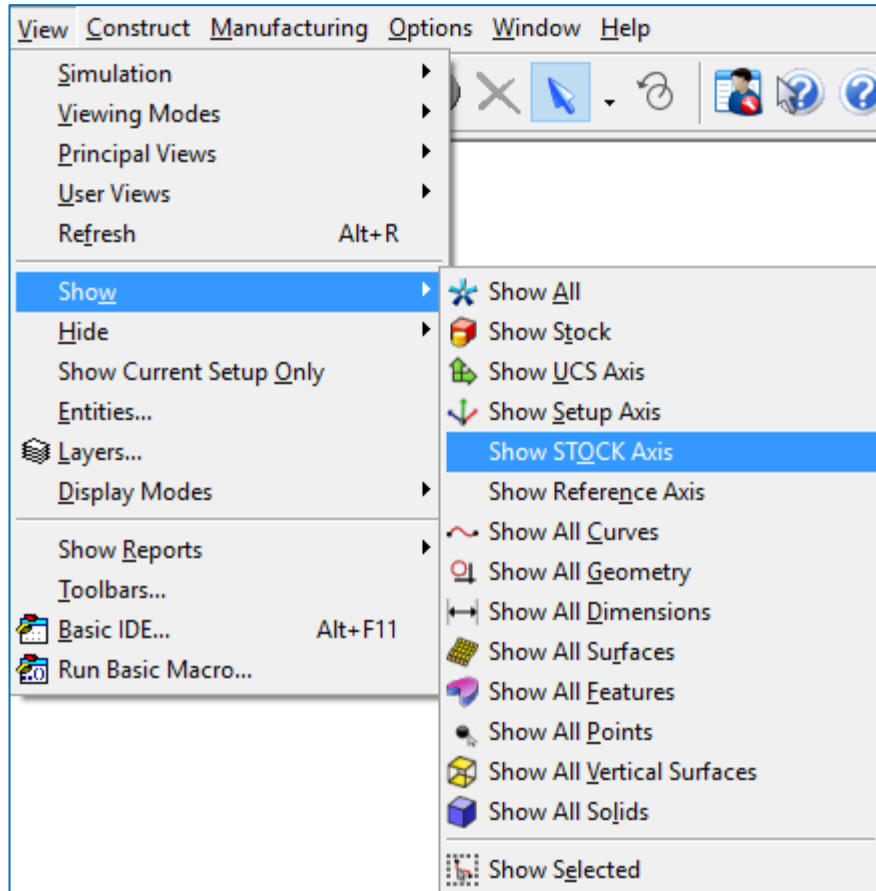 View Construct Manufacturing Options Window Help
Simulation
Viewing Modes
Principal Views
User Views
Refresh Alt+R
Show
Hide
Show Current Setup Only
Entities...
Layers...
Display Modes
Show Reports
Toolbars...
Basic IDE... Alt+F11
Run Basic Macro...
Show All
Show Stock
Show UCS Axis
Show Setup Axis
Show STOCK Axis
Show Reference Axis
Show All Curves
Show All Geometry
Show All Dimensions
Show All Surfaces
Show All Features
Show All Points
Show All Vertical Surfaces
Show All Solids
Show Selected